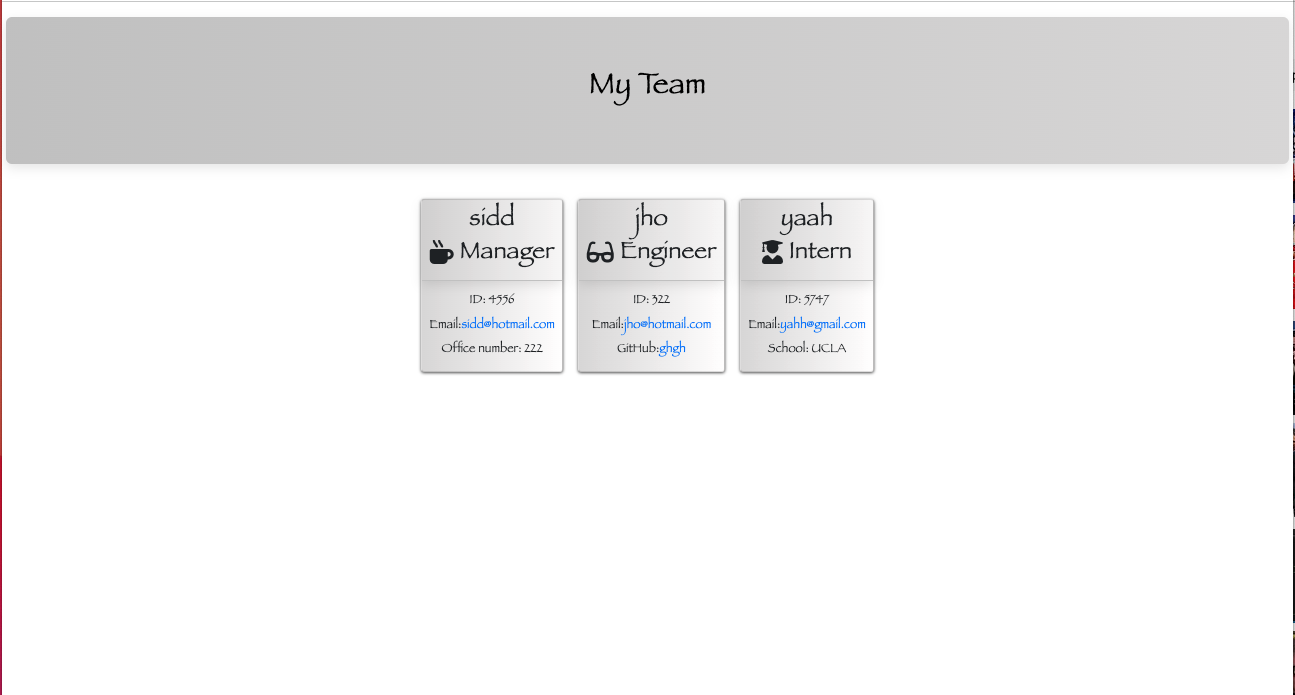 My Team
sidd
Manager
ID: 4556
Email:sidd@hotmail.com
Office number: 222
jho
Engineer
ID: 322
Email:jho@hotmail.com
GitHub:ghgh
yaah
Intern
ID: 5747
Email:yahh@gmail.com
School: UCLA